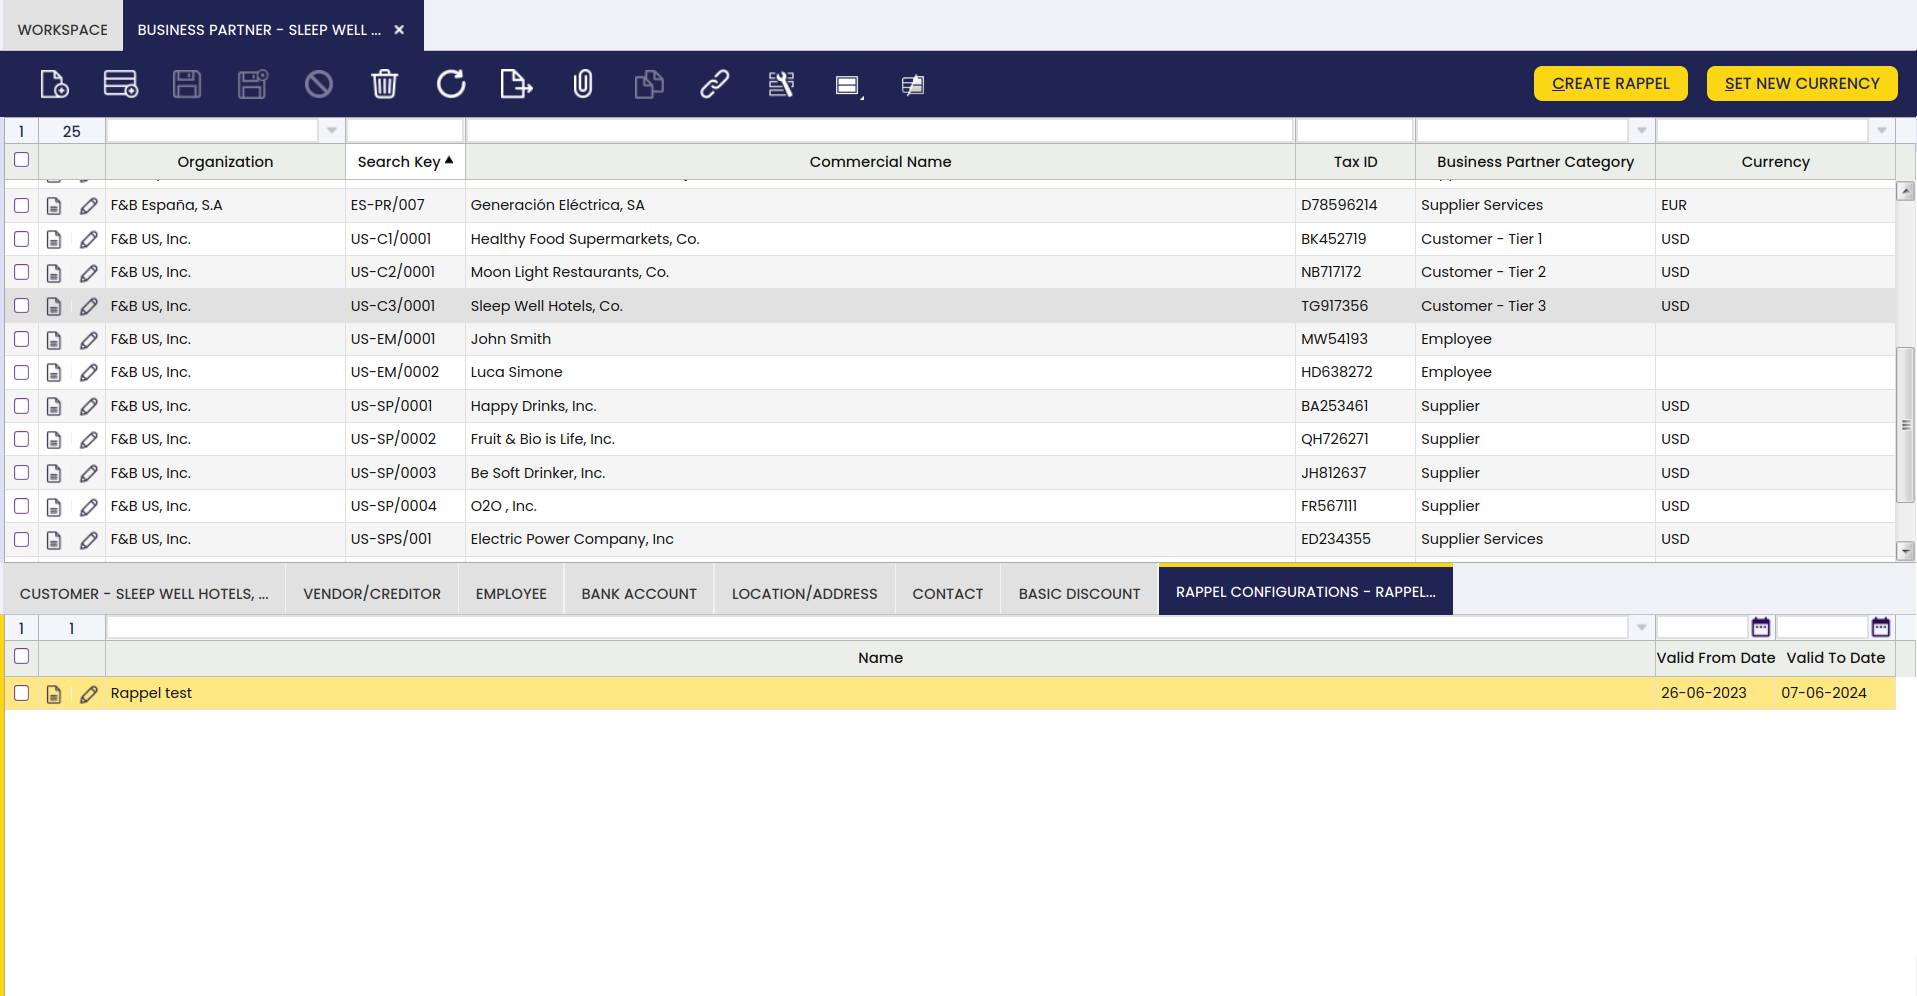 WORKSPACE BUSINESS PARTNER - SLEEP WELL ...
CREATE RAPPEL SET NEW CURRENCY
1 25
Organization Search Key Commercial Name Tax ID Business Partner Category Currency
F&B España, S.A ES-PR/007 Generación Eléctrica, SA D78596214 Supplier Services EUR
F&B US, Inc. US-C1/0001 Healthy Food Supermarkets, Co. BK452719 Customer - Tier 1 USD
F&B US, Inc. US-C2/0001 Moon Light Restaurants, Co. NB717172 Customer - Tier 2 USD
F&B US, Inc. US-C3/0001 Sleep Well Hotels, Co. TG917356 Customer - Tier 3 USD
F&B US, Inc. US-EM/0001 John Smith MW54193 Employee
F&B US, Inc. US-EM/0002 Luca Simone HD638272 Employee
F&B US, Inc. US-SP/0001 Happy Drinks, Inc. BA253461 Supplier USD
F&B US, Inc. US-SP/0002 Fruit & Bio is Life, Inc. QH726271 Supplier USD
F&B US, Inc. US-SP/0003 Be Soft Drinker, Inc. JH812637 Supplier USD
F&B US, Inc. US-SP/0004 O2O , Inc. FR567111 Supplier USD
F&B US, Inc. US-SPS/001 Electric Power Company, Inc ED234355 Supplier Services USD
CUSTOMER - SLEEP WELL HOTELS, ... VENDOR/CREDITOR EMPLOYEE BANK ACCOUNT LOCATION/ADDRESS CONTACT BASIC DISCOUNT RAPPEL CONFIGURATIONS - RAPPEL...
1 1
Name Valid From Date Valid To Date
Rappel test 26-06-2023 07-06-2024